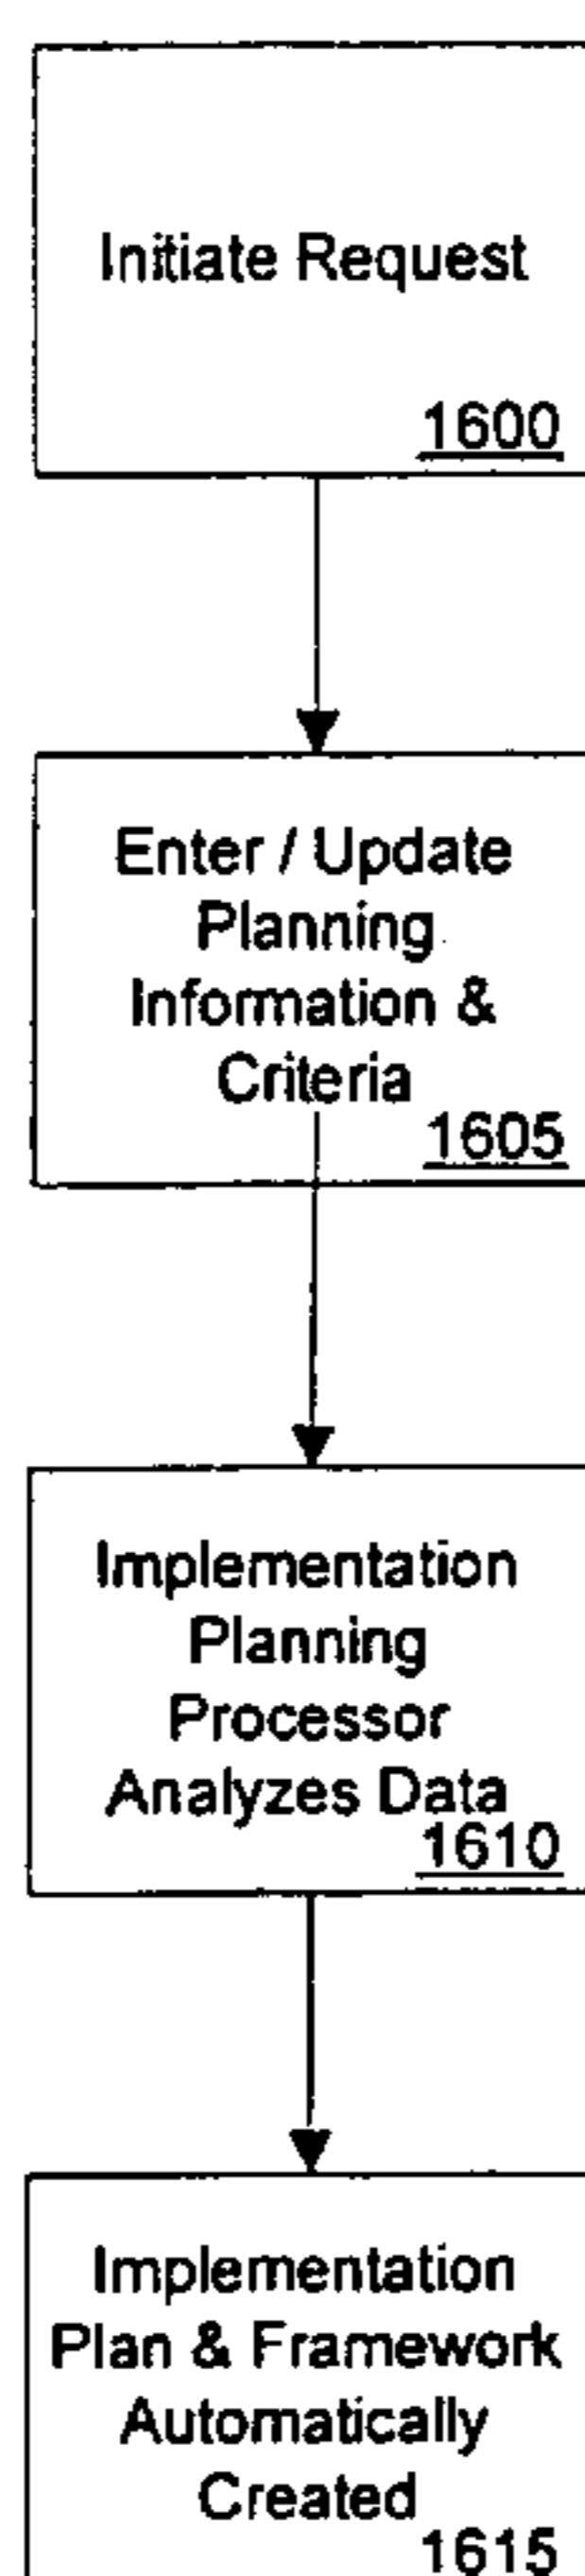 Initiate Request
1600
Enter / Update
Planning
Information &
Criteria
1605
Implementation
Planning
Processor
Analyzes Data
1610
Implementation
Plan & Framework
Automatically
Created
1615